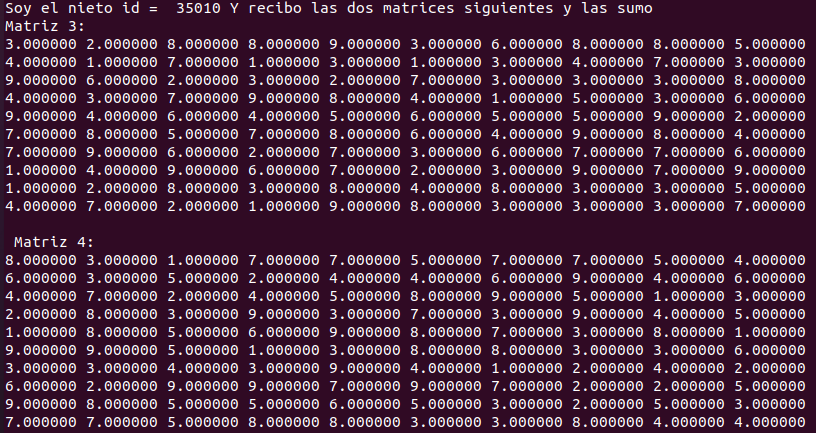 Soy el nieto id =  35010 Y recibo las dos matrices siguientes y las sumo
Matriz 3:
3.000000 2.000000 8.000000 8.000000 9.000000 3.000000 6.000000 8.000000 8.000000 5.000000
4.000000 1.000000 7.000000 1.000000 3.000000 1.000000 3.000000 4.000000 7.000000 3.000000
9.000000 6.000000 2.000000 3.000000 2.000000 7.000000 3.000000 3.000000 3.000000 8.000000
4.000000 3.000000 7.000000 9.000000 8.000000 4.000000 1.000000 5.000000 3.000000 6.000000
9.000000 4.000000 6.000000 4.000000 5.000000 6.000000 5.000000 5.000000 9.000000 2.000000
7.000000 8.000000 5.000000 7.000000 8.000000 6.000000 4.000000 9.000000 8.000000 4.000000
7.000000 9.000000 6.000000 2.000000 7.000000 3.000000 6.000000 7.000000 7.000000 6.000000
1.000000 4.000000 9.000000 6.000000 7.000000 2.000000 3.000000 9.000000 7.000000 9.000000
1.000000 2.000000 8.000000 3.000000 8.000000 4.000000 8.000000 3.000000 3.000000 5.000000
4.000000 7.000000 2.000000 1.000000 9.000000 8.000000 3.000000 3.000000 3.000000 7.000000
Matriz 4:
8.000000 3.000000 1.000000 7.000000 7.000000 5.000000 7.000000 7.000000 5.000000 4.000000
6.000000 3.000000 5.000000 2.000000 4.000000 4.000000 6.000000 9.000000 4.000000 6.000000
4.000000 7.000000 2.000000 4.000000 5.000000 8.000000 9.000000 5.000000 1.000000 3.000000
2.000000 8.000000 3.000000 9.000000 3.000000 7.000000 3.000000 9.000000 4.000000 5.000000
1.000000 8.000000 5.000000 6.000000 9.000000 8.000000 7.000000 3.000000 8.000000 1.000000
9.000000 9.000000 5.000000 1.000000 3.000000 8.000000 8.000000 3.000000 3.000000 6.000000
3.000000 3.000000 4.000000 3.000000 9.000000 4.000000 1.000000 2.000000 4.000000 2.000000
6.000000 2.000000 9.000000 9.000000 7.000000 9.000000 7.000000 2.000000 2.000000 5.000000
9.000000 8.000000 5.000000 5.000000 6.000000 5.000000 3.000000 2.000000 5.000000 3.000000
7.000000 7.000000 5.000000 8.000000 8.000000 3.000000 3.000000 8.000000 4.000000 4.000000